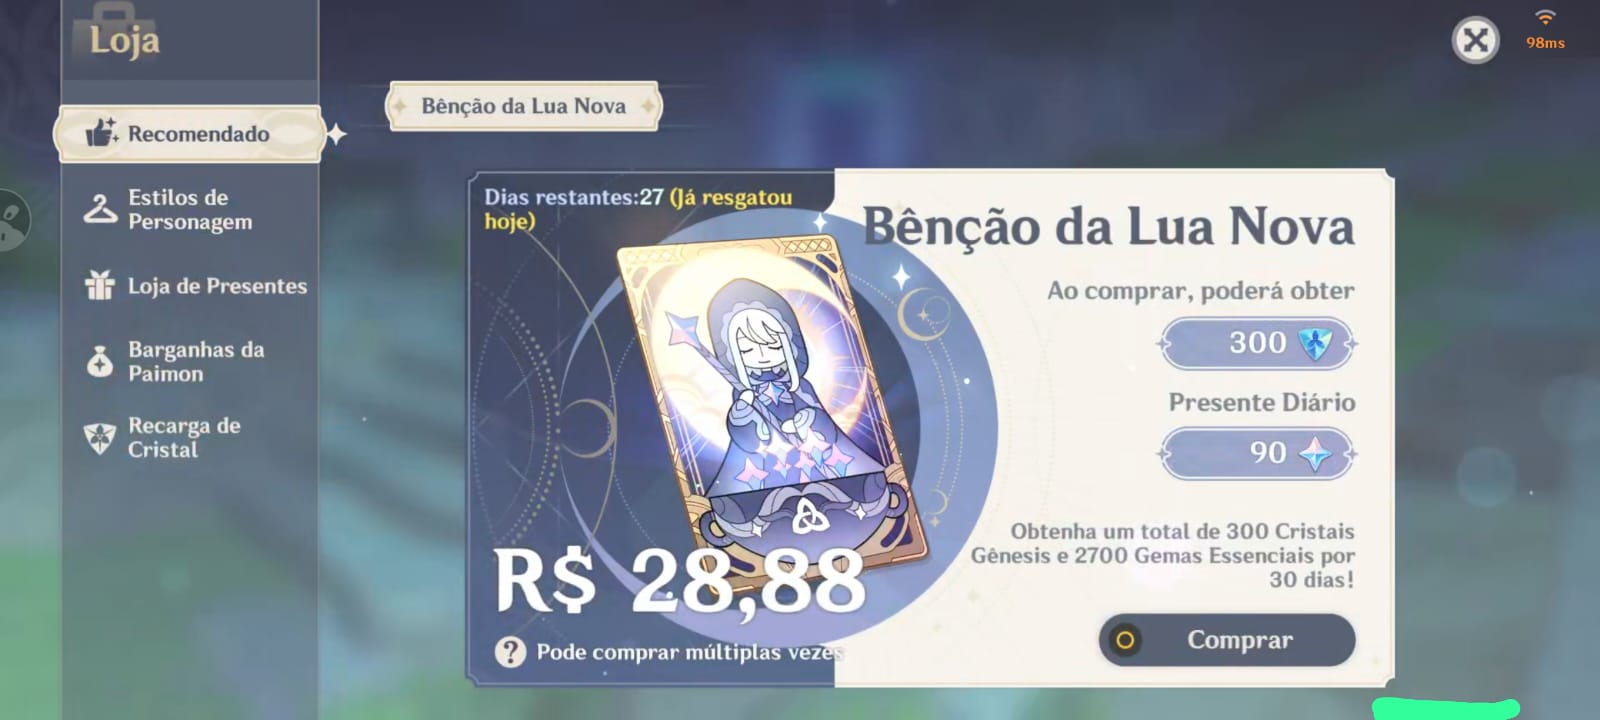 Loja
98ms
Recomendado
Bênção da Lua Nova
Estilos de
Personagem
Loja de Presentes
Barganhas da
Paimon
Recarga de
Cristal
Dias restantes:27 (Já resgatou
hoje)
Bênção da Lua Nova
Ao comprar, poderá obter
300
Presente Diário
90
Obtenha um total de 300 Cristais
Gênesis e 2700 Gemas Essenciais por
30 dias!
R$ 28,88
? Pode comprar múltiplas vezes
Comprar